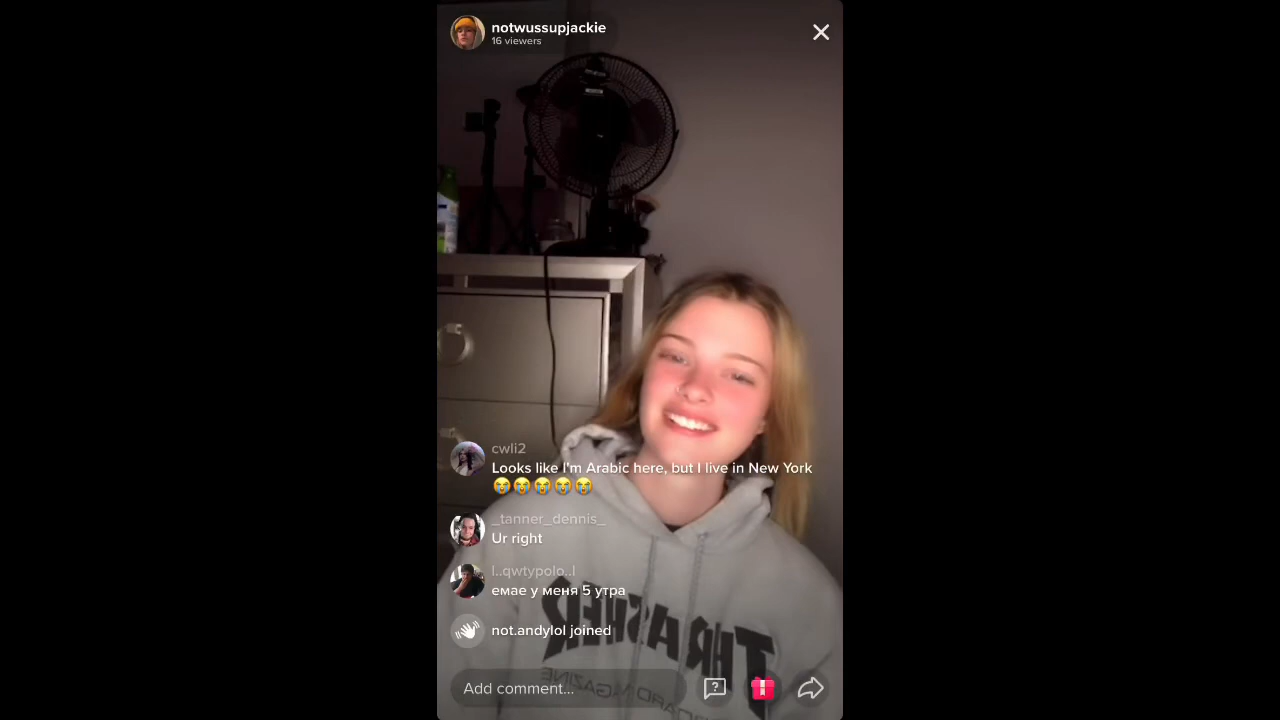 notwussupjackie
16 viewers
cwli2
Looks like I'm Arabic here, but I live in New York
😭😭😭😭😭
_tanner_dennis_
Ur right
l..qwtypolo..l
емае у меня 5 утра
not.andylol joined
THRASHER
MAGAZINE
Add comment...